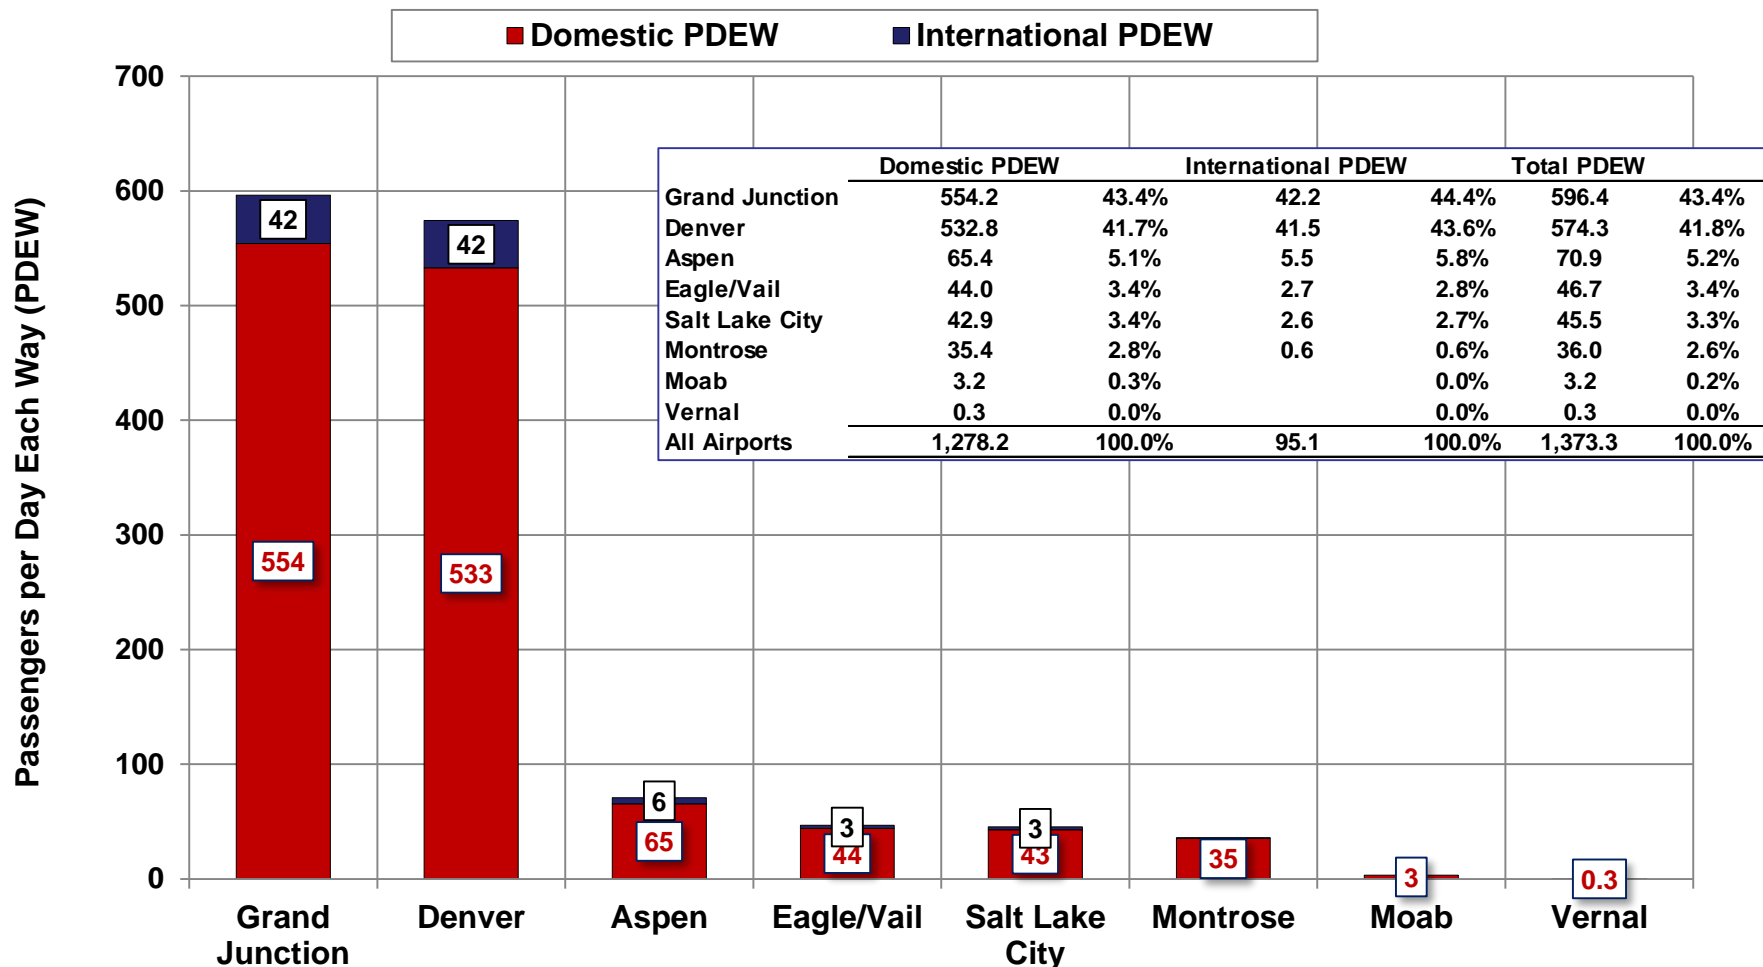 Domestic PDEW International PDEW
Passengers per Day Each Way (PDEW)
700
600
500
400
300
200
100
0
42
554
42
533
6
65
3
44
3
43
35
3
0.3
Domestic PDEW International PDEW Total PDEW
Grand Junction 554.2 43.4% 42.2 44.4% 596.4 43.4%
Denver 532.8 41.7% 41.5 43.6% 574.3 41.8%
Aspen 65.4 5.1% 5.5 5.8% 70.9 5.2%
Eagle/Vail 44.0 3.4% 2.7 2.8% 46.7 3.4%
Salt Lake City 42.9 3.4% 2.6 2.7% 45.5 3.3%
Montrose 35.4 2.8% 0.6 0.6% 36.0 2.6%
Moab 3.2 0.3% 0.0% 3.2 0.2%
Vernal 0.3 0.0% 0.0% 0.3 0.0%
All Airports 1,278.2 100.0% 95.1 100.0% 1,373.3 100.0%
Grand Denver Aspen Eagle/Vail Salt Lake Montrose Moab Vernal
Junction City